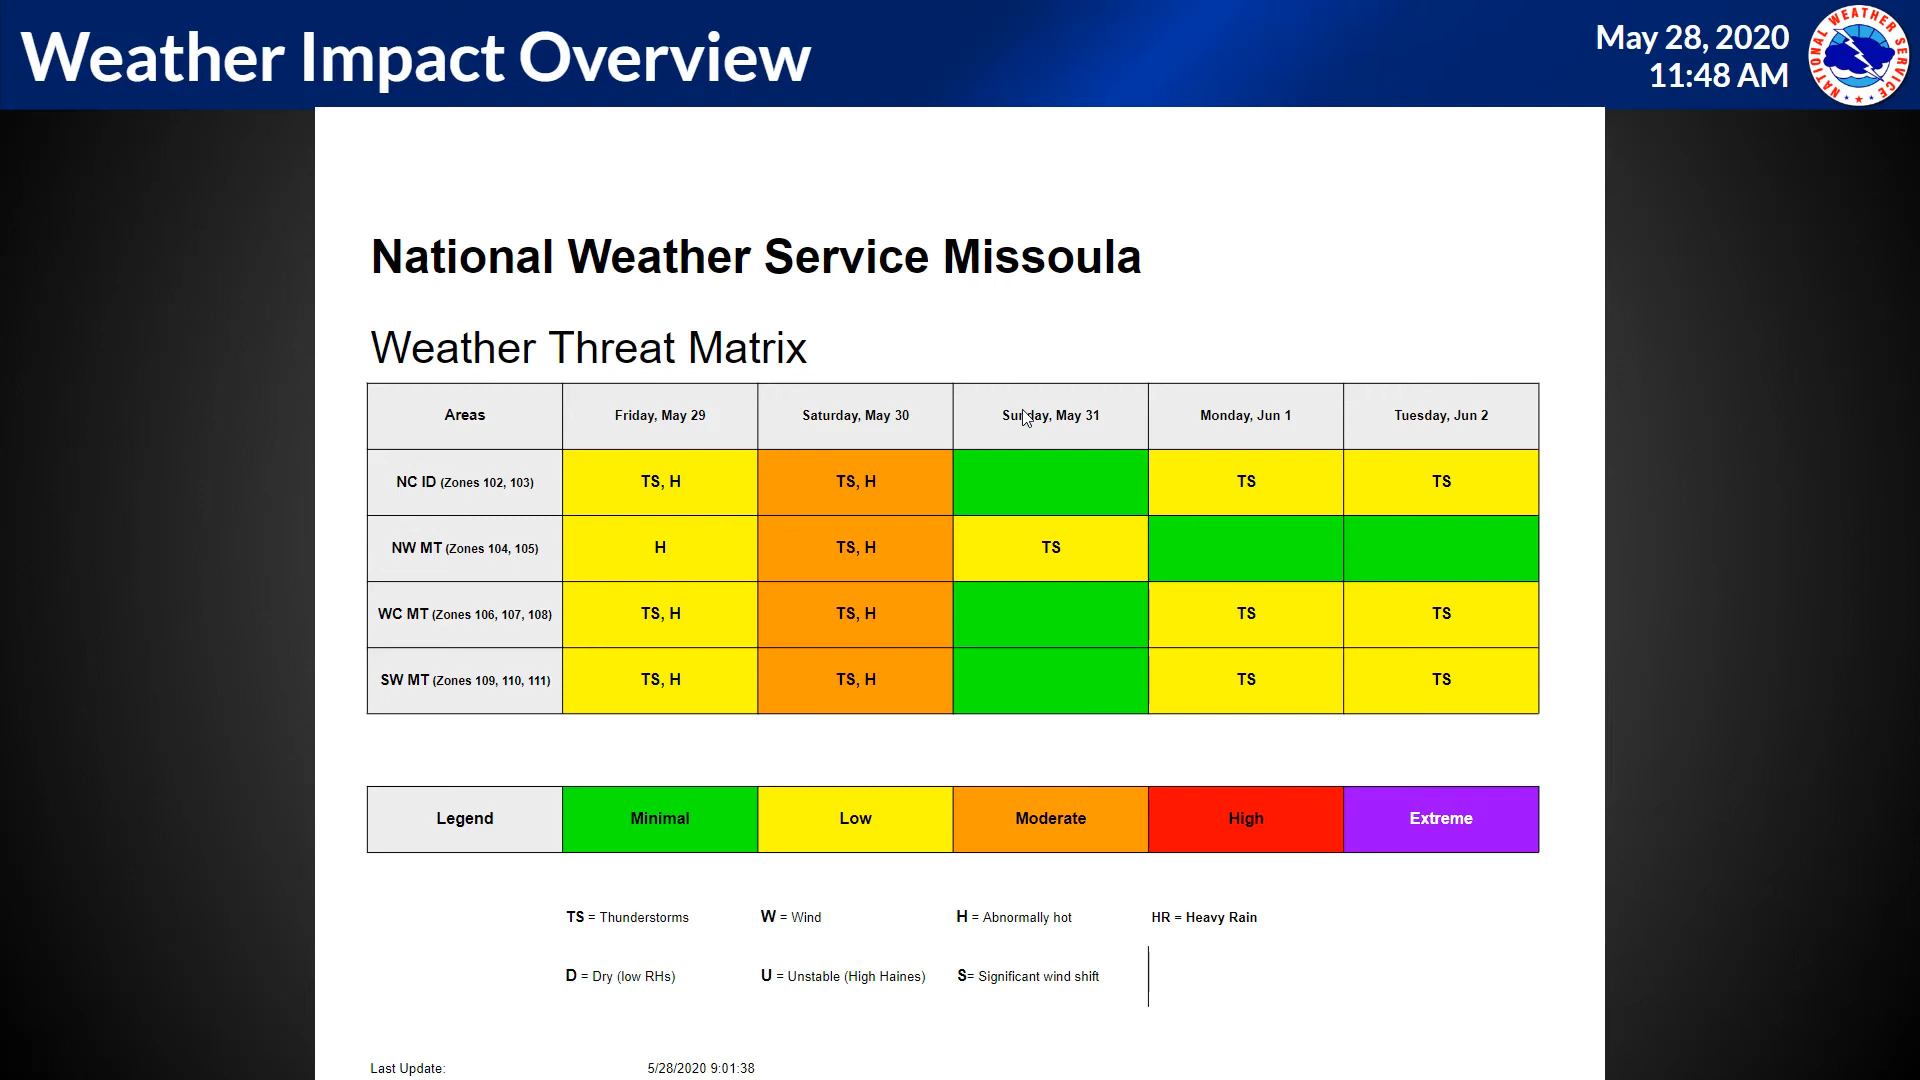 Weather Impact Overview
May 28, 2020
11:48 AM
NATIONAL WEATHER SERVICE
National Weather Service Missoula
Weather Threat Matrix
Areas Friday, May 29 Saturday, May 30 Sunday, May 31 Monday, Jun 1 Tuesday, Jun 2
NC ID (Zones 102, 103) TS, H TS, H TS TS
NW MT (Zones 104, 105) H TS, H TS
WC MT (Zones 106, 107, 108) TS, H TS, H TS TS
SW MT (Zones 109, 110, 111) TS, H TS, H TS TS
Legend Minimal Low Moderate High Extreme
TS = Thunderstorms W = Wind H = Abnormally hot HR = Heavy Rain
D = Dry (low RHs) U = Unstable (High Haines) S= Significant wind shift
Last Update: 5/28/2020 9:01:38